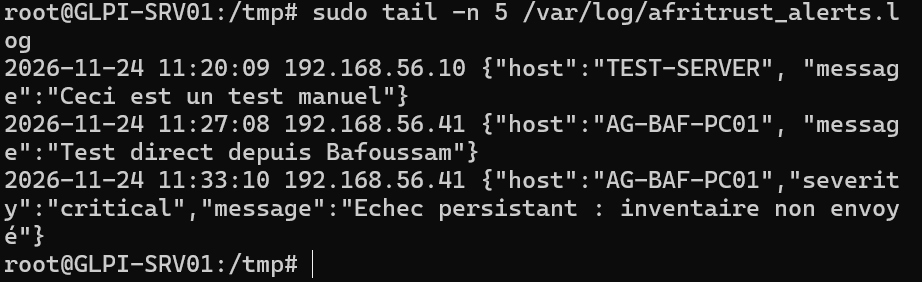 root@GLPI-SRV01:/tmp# sudo tail -n 5 /var/log/afritrust_alerts.l
og
2026-11-24 11:20:09 192.168.56.10 {"host":"TEST-SERVER", "messag
e":"Ceci est un test manuel"}
2026-11-24 11:27:08 192.168.56.41 {"host":"AG-BAF-PC01", "messag
e":"Test direct depuis Bafoussam"}
2026-11-24 11:33:10 192.168.56.41 {"host":"AG-BAF-PC01","severit
y":"critical","message":"Echec persistant : inventaire non envoy
é"}
root@GLPI-SRV01:/tmp#